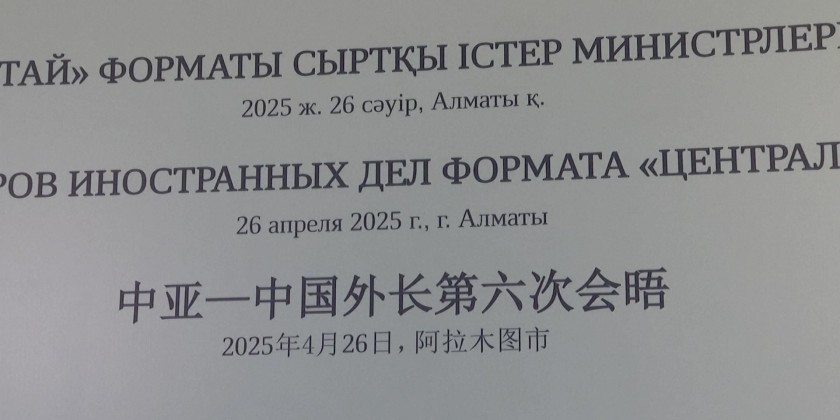 ТАЙ» ФОРМАТЫ СЫРТҚЫ ІСТЕР МИНИСТРЛЕР
2025 ж. 26 сәуір, Алматы қ.
РОВ ИНОСТРАННЫХ ДЕЛ ФОРМАТА «ЦЕНТРАЛ
26 апреля 2025 г., г. Алматы
中亚—中国外长第六次会晤
2025年4月26日，阿拉木图市